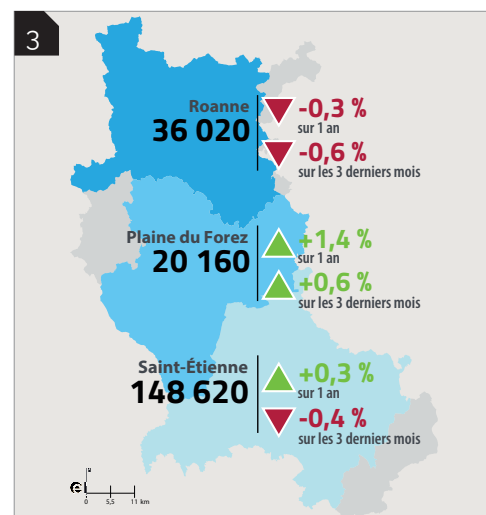 3
Roanne
36 020
-0,3 %
sur 1 an
-0,6 %
sur les 3 derniers mois
Plaine du Forez
20 160
+1,4 %
sur 1 an
+0,6 %
sur les 3 derniers mois
Saint-Étienne
148 620
+0,3 %
sur 1 an
-0,4 %
sur les 3 derniers mois
0 5,5 11 km